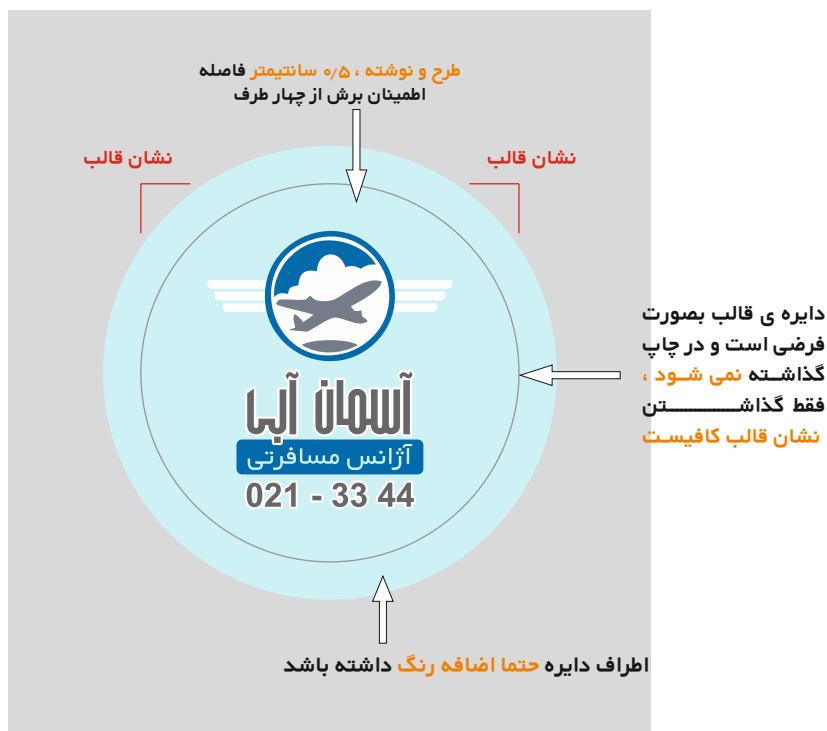 طرح و نوشته ، ۰/۵ سانتیمتر فاصله
اطمینان برش از چهار طرف
نشان قالب
نشان قالب
دایره ی قالب بصورت
فرضی است و در چاپ
گذاشته نمی شود ،
فقط گذاشتن
نشان قالب کافیست
آسمان آبی
آژانس مسافرتی
021 - 33 44
اطراف دایره حتما اضافه رنگ داشته باشد